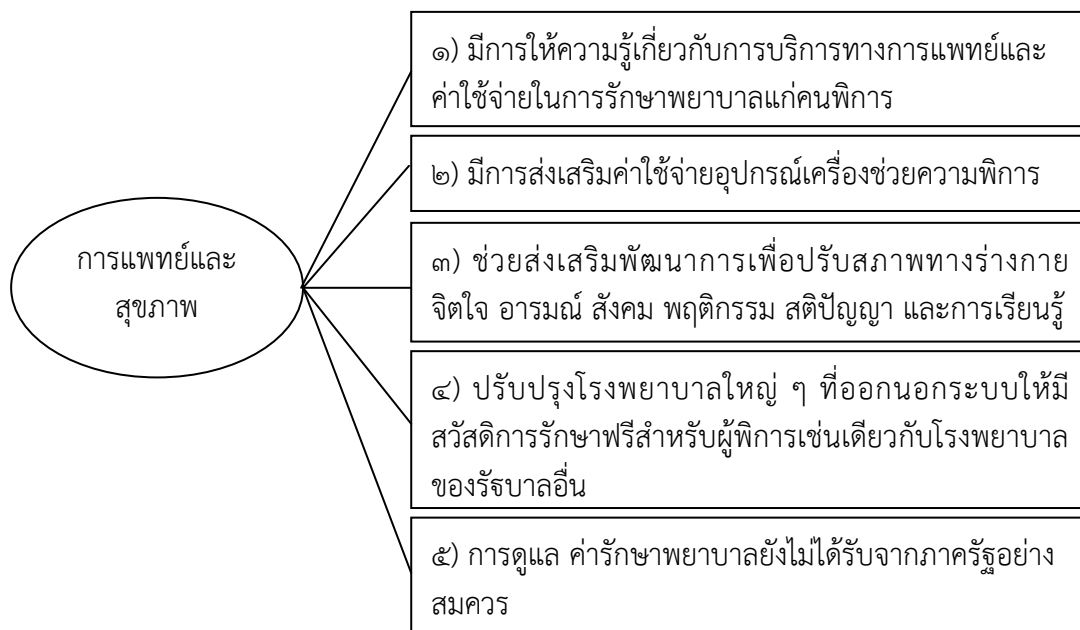 การแพทย์และ
สุขภาพ
๑) มีการให้ความรู้เกี่ยวกับการบริการทางการแพทย์และ
ค่าใช้จ่ายในการรักษาพยาบาลแก่คนพิการ
๒) มีการส่งเสริมค่าใช้จ่ายอุปกรณ์เครื่องช่วยความพิการ
๓) ช่วยส่งเสริมพัฒนาการเพื่อปรับสภาพทางร่างกาย
จิตใจ อารมณ์ สังคม พฤติกรรม สติปัญญา และการเรียนรู้
๔) ปรับปรุงโรงพยาบาลใหญ่ ๆ ที่ออกนอกระบบให้มี
สวัสดิการรักษาฟรีสำหรับผู้พิการเช่นเดียวกับโรงพยาบาล
ของรัจบาลอื่น
๕) การดูแล ค่ารักษาพยาบาลยังไม่ได้รับจากภาครัฐอย่าง
สมควร